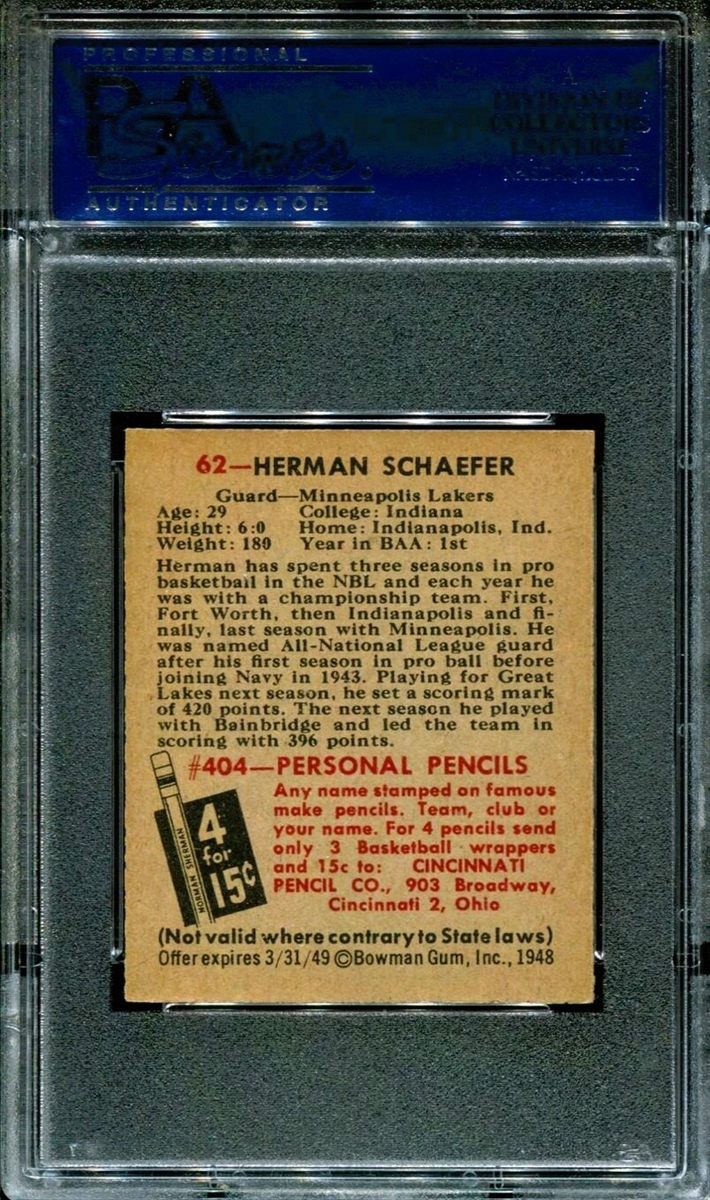 PROFESSIONAL
PSA
AUTHENTICATOR
A
DIVISION OF
COLLECTORS
UNIVERSE
62—HERMAN SCHAEFER
Guard—Minneapolis Lakers
Age: 29 College: Indiana
Height: 6:0 Home: Indianapolis, Ind.
Weight: 180 Year in BAA: 1st
Herman has spent three seasons in pro
basketball in the NBL and each year he
was with a championship team. First,
Fort Worth, then Indianapolis and fi-
nally, last season with Minneapolis. He
was named All-National League guard
after his first season in pro ball before
joining Navy in 1943. Playing for Great
Lakes next season, he set a scoring mark
of 420 points. The next season he played
with Bainbridge and led the team in
scoring with 396 points.
#404—PERSONAL PENCILS
NORMAN SHERMAN
4
for
15¢
Any name stamped on famous
make pencils. Team, club or
your name. For 4 pencils send
only 3 Basketball wrappers
and 15c to: CINCINNATI
PENCIL CO., 903 Broadway,
Cincinnati 2, Ohio
(Not valid where contrary to State laws)
Offer expires 3/31/49 ©Bowman Gum, Inc., 1948